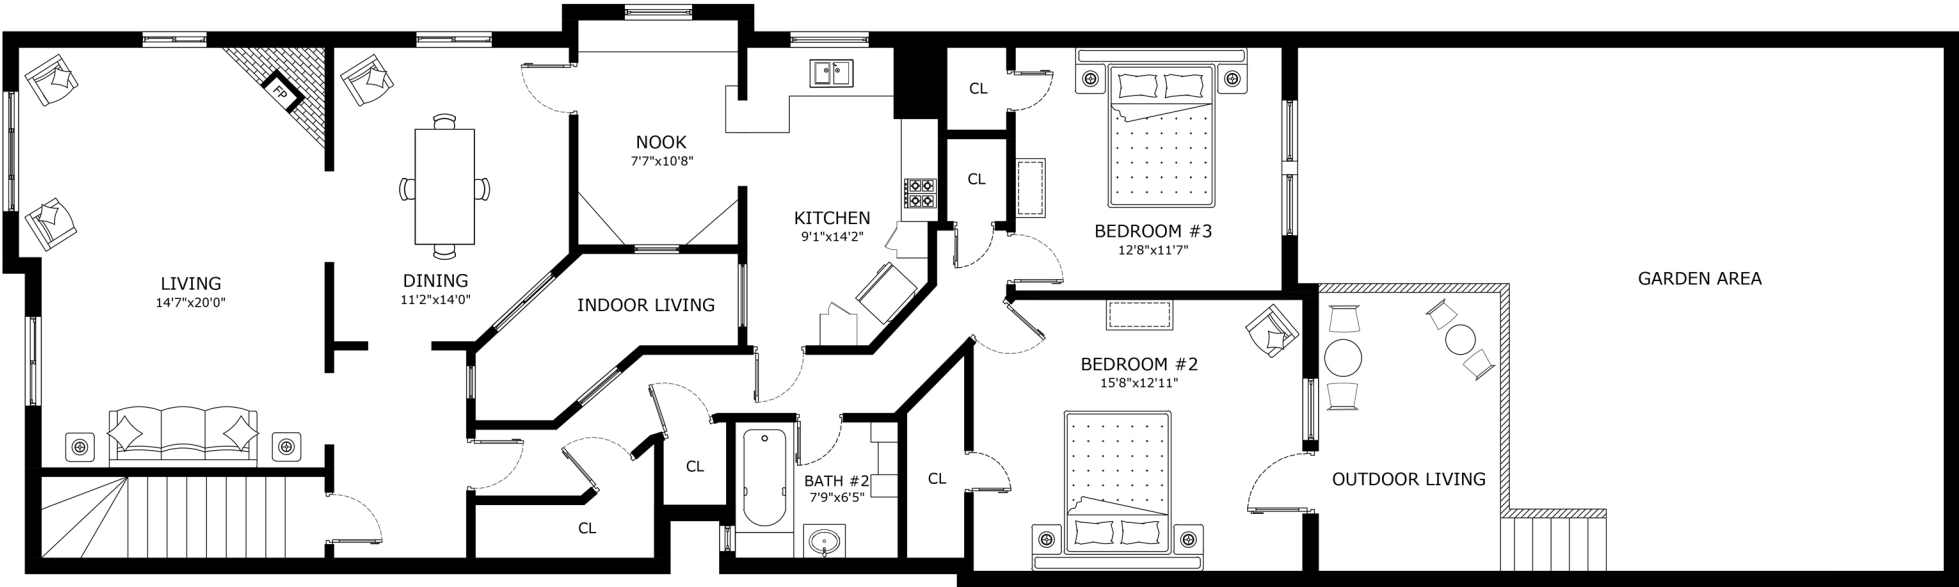 FP
LIVING
14'7"x20'0"
DINING
11'2"x14'0"
NOOK
7'7"x10'8"
KITCHEN
9'1"x14'2"
INDOOR LIVING
CL
CL
BEDROOM #3
12'8"x11'7"
BEDROOM #2
15'8"x12'11"
CL
CL
CL
BATH #2
7'9"x6'5"
OUTDOOR LIVING
GARDEN AREA